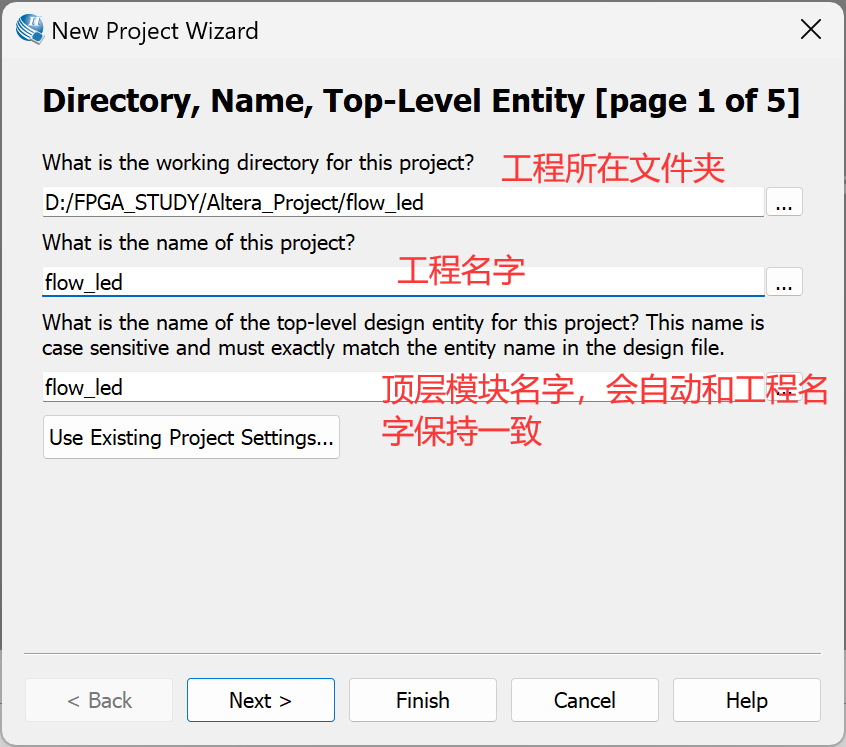 New Project Wizard
Directory, Name, Top-Level Entity [page 1 of 5]
What is the working directory for this project?
工程所在文件夹
D:/FPGA_STUDY/Altera_Project/flow_led
...
What is the name of this project?
工程名字
flow_led
...
What is the name of the top-level design entity for this project? This name is
case sensitive and must exactly match the entity name in the design file.
flow_led
...
顶层模块名字，会自动和工程名
字保持一致
Use Existing Project Settings...
< Back
Next >
Finish
Cancel
Help